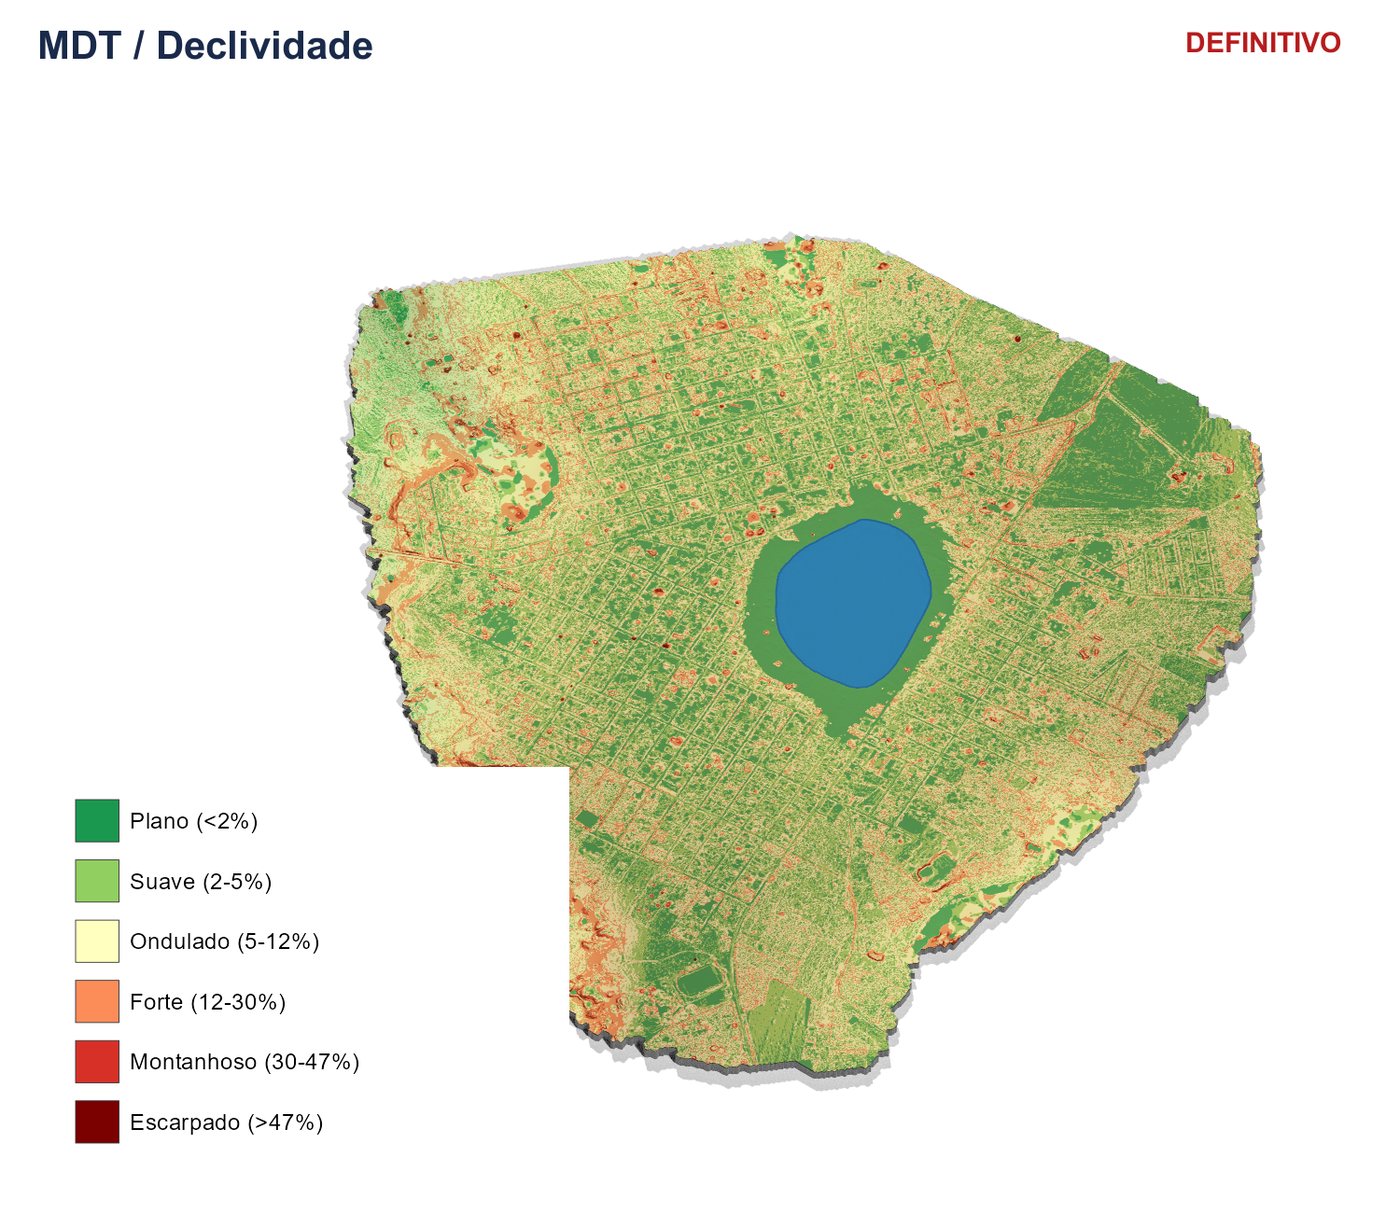 MDT / Declividade
DEFINITIVO
Plano (<2%)
Suave (2-5%)
Ondulado (5-12%)
Forte (12-30%)
Montanhoso (30-47%)
Escarpado (>47%)